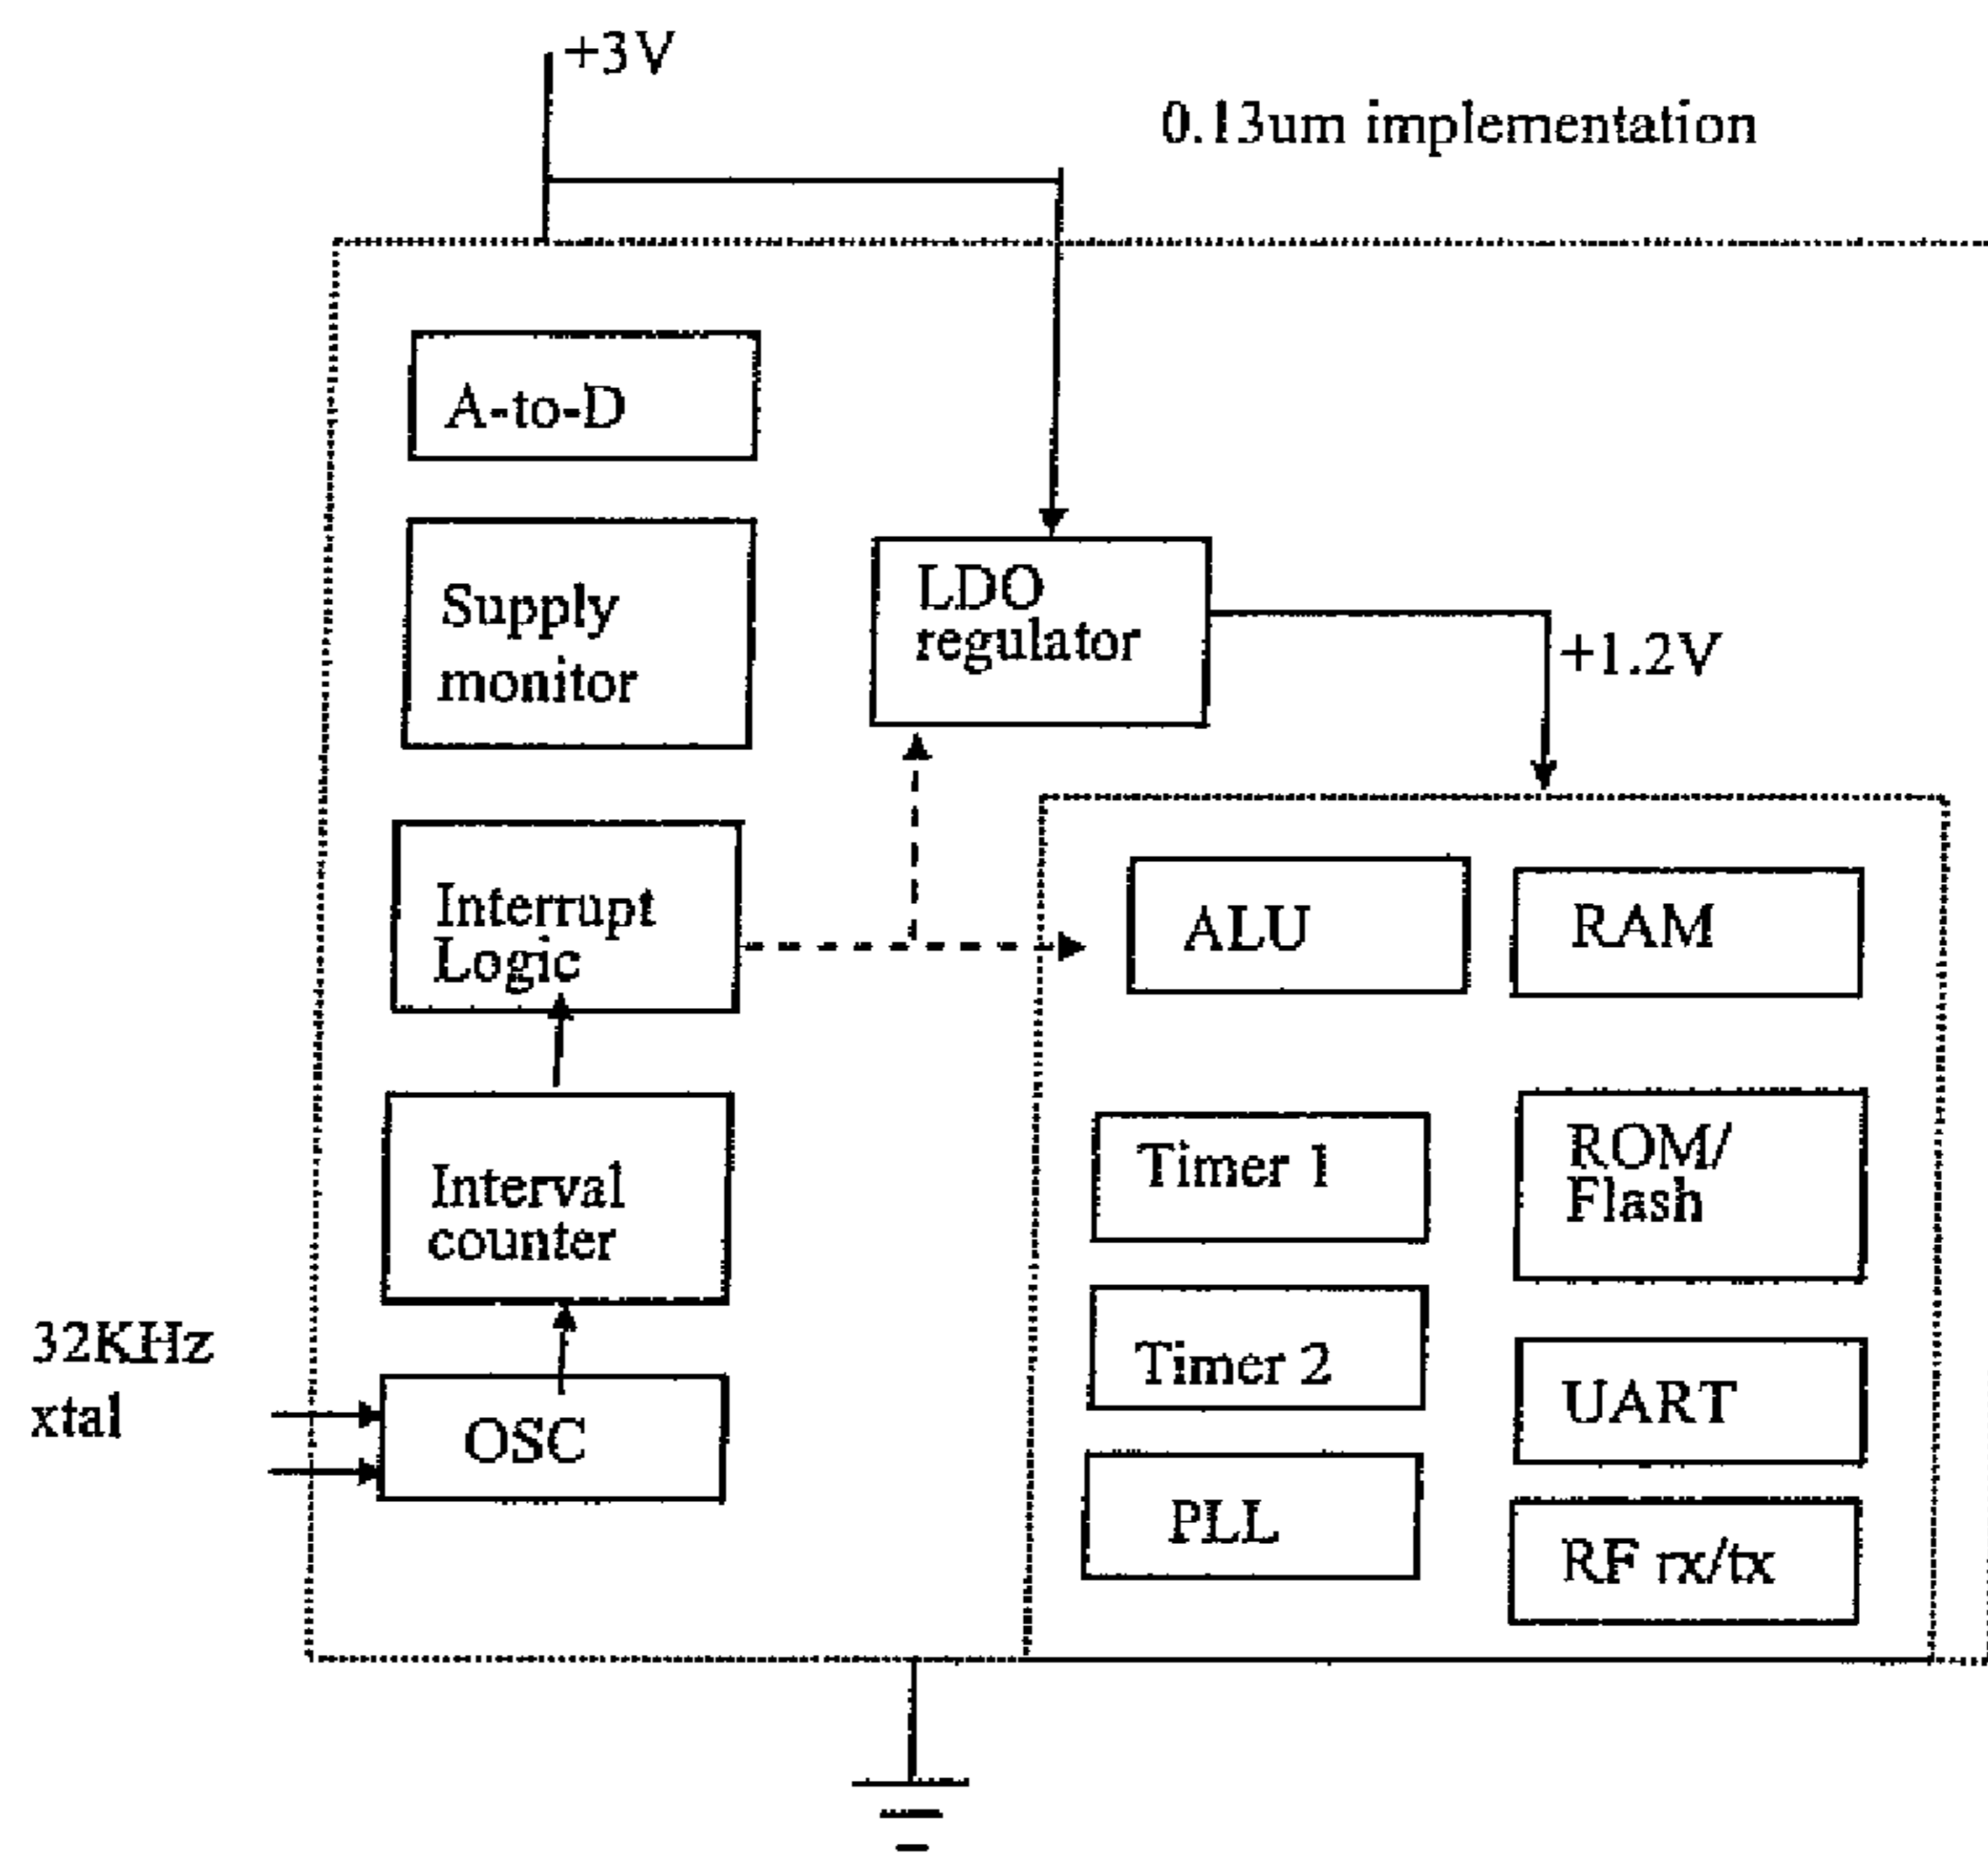 +3V
0.13um implementation
A-to-D
Supply
monitor
LDO
regulator
+1.2V
Interrupt
Logic
ALU
RAM
Interval
counter
Timer 1
ROM/
Flash
32KHz
xtal
OSC
Timer 2
UART
PLL
RF rx/tx